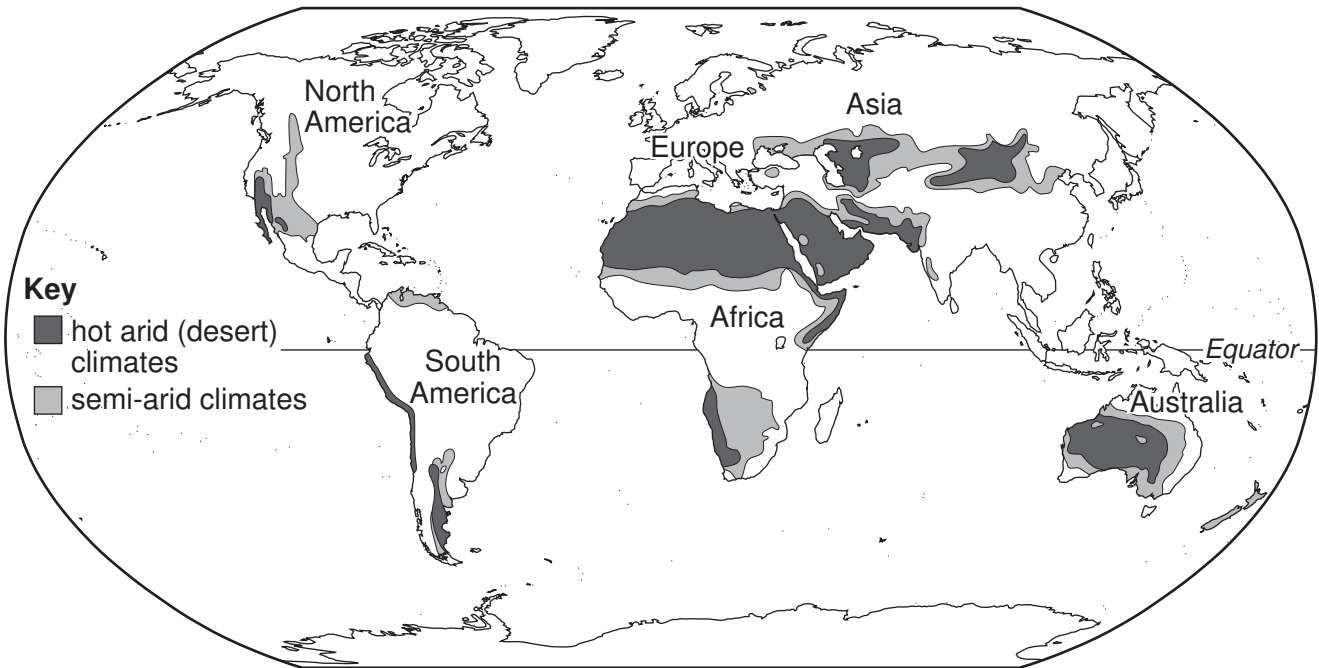 North
America
Asia
Europe
Key
hot arid (desert)
climates
Africa
South
America
Equator
semi-arid climates
Australia